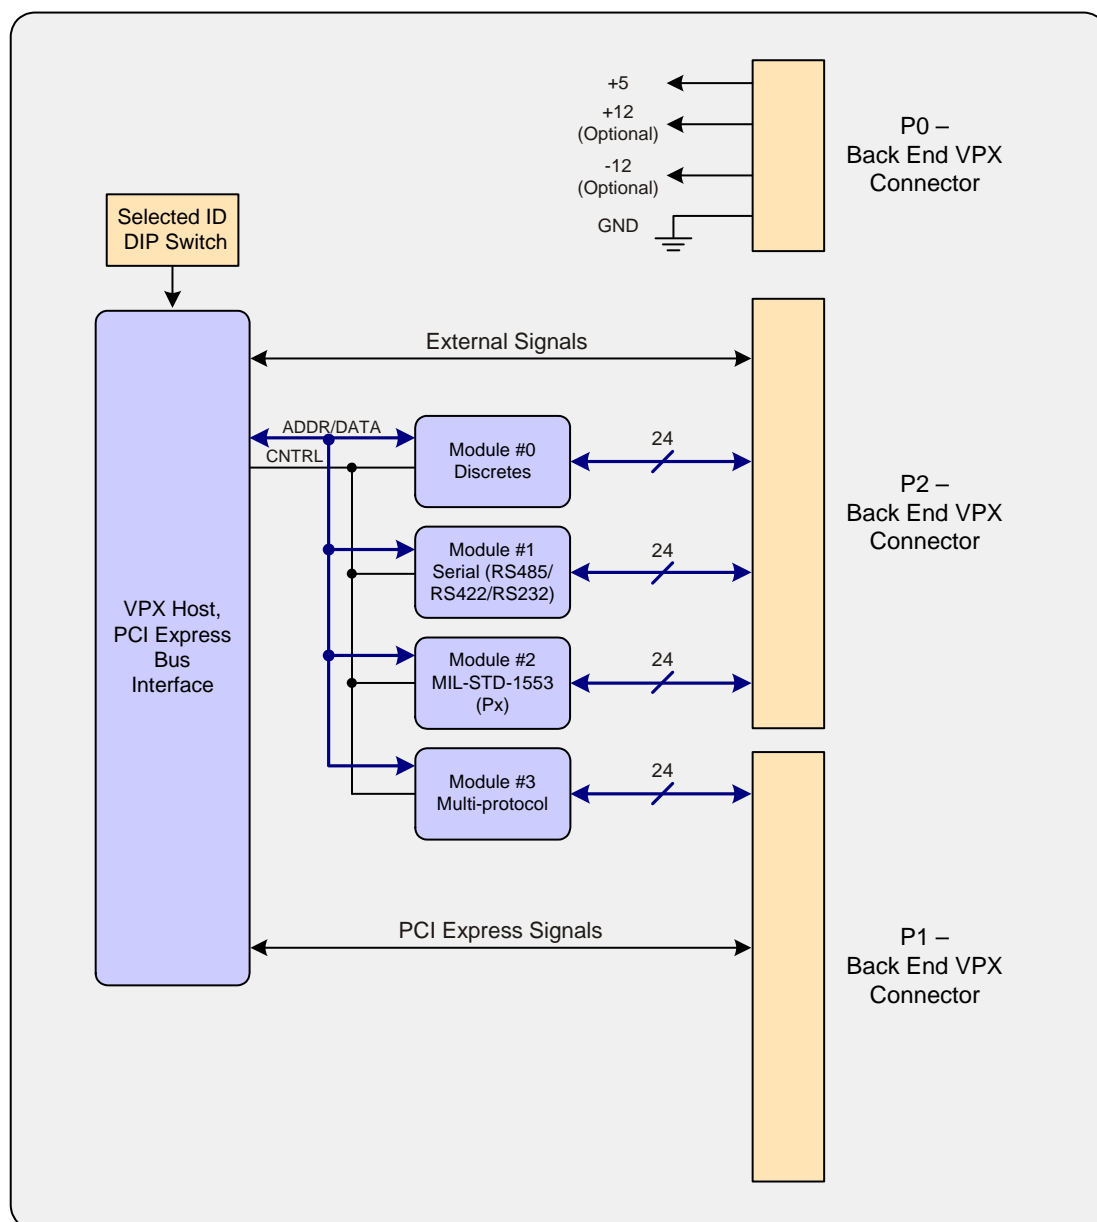 +5
+12
(Optional)
-12
(Optional)
GND
P0 –
Back End VPX
Connector
Selected ID
DIP Switch
External Signals
ADDR/DATA
CNTRL
Module #0
Discretes
24
Module #1
Serial (RS485/
RS422/RS232)
24
P2 –
Back End VPX
Connector
VPX Host,
PCI Express
Bus
Interface
Module #2
MIL-STD-1553
(Px)
24
Module #3
Multi-protocol
24
PCI Express Signals
P1 –
Back End VPX
Connector